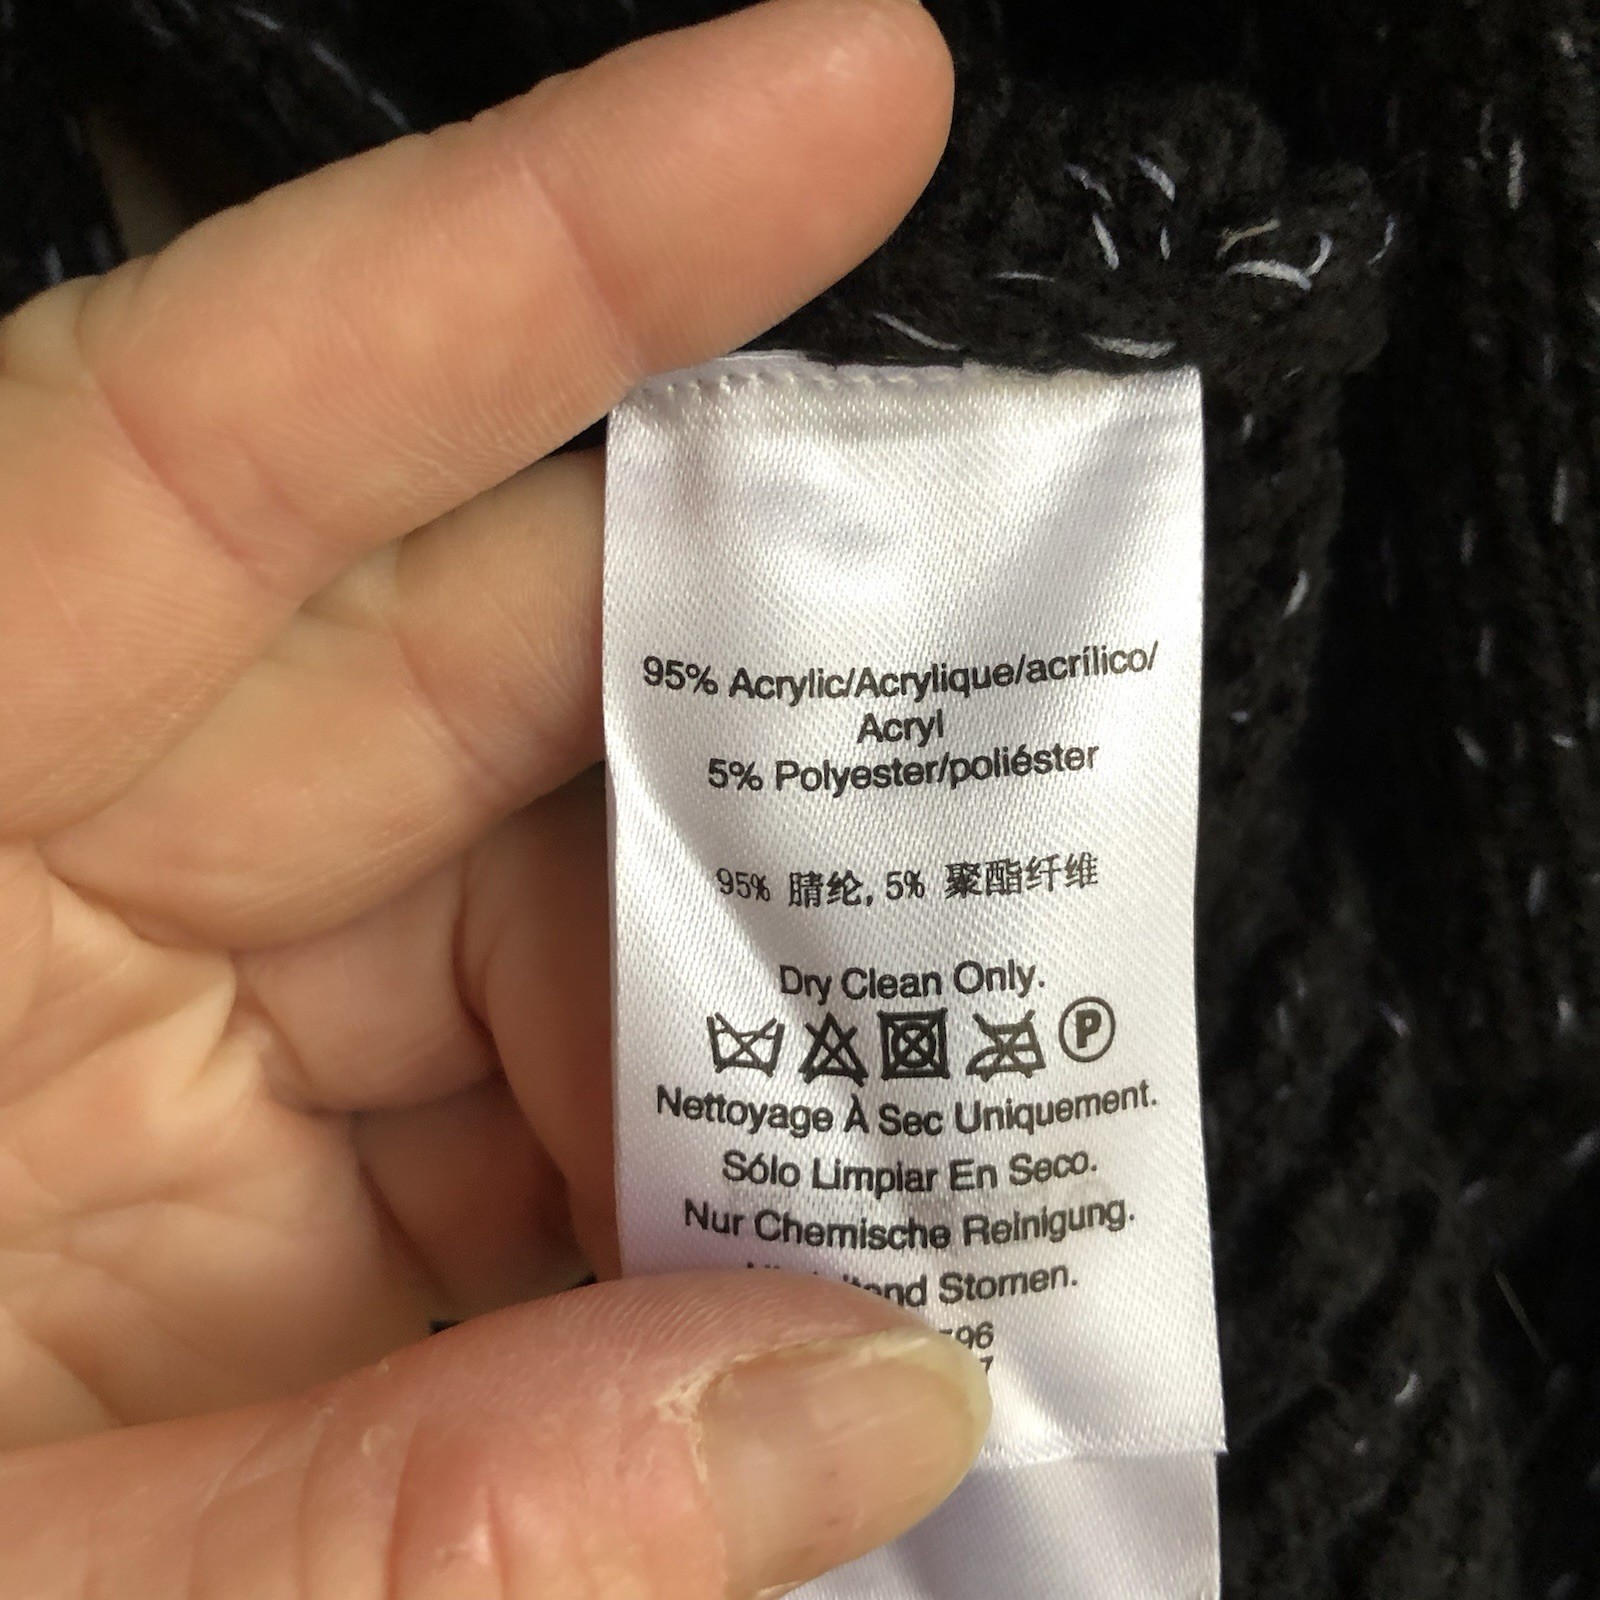 95% Acrylic/Acrylique/acrílico/
Acryl
5% Polyester/poliéster
95% 腈纶, 5% 聚酯纤维
Dry Clean Only.
P
Nettoyage À Sec Uniquement.
Sólo Limpiar En Seco.
Nur Chemische Reinigung.
Stomen.